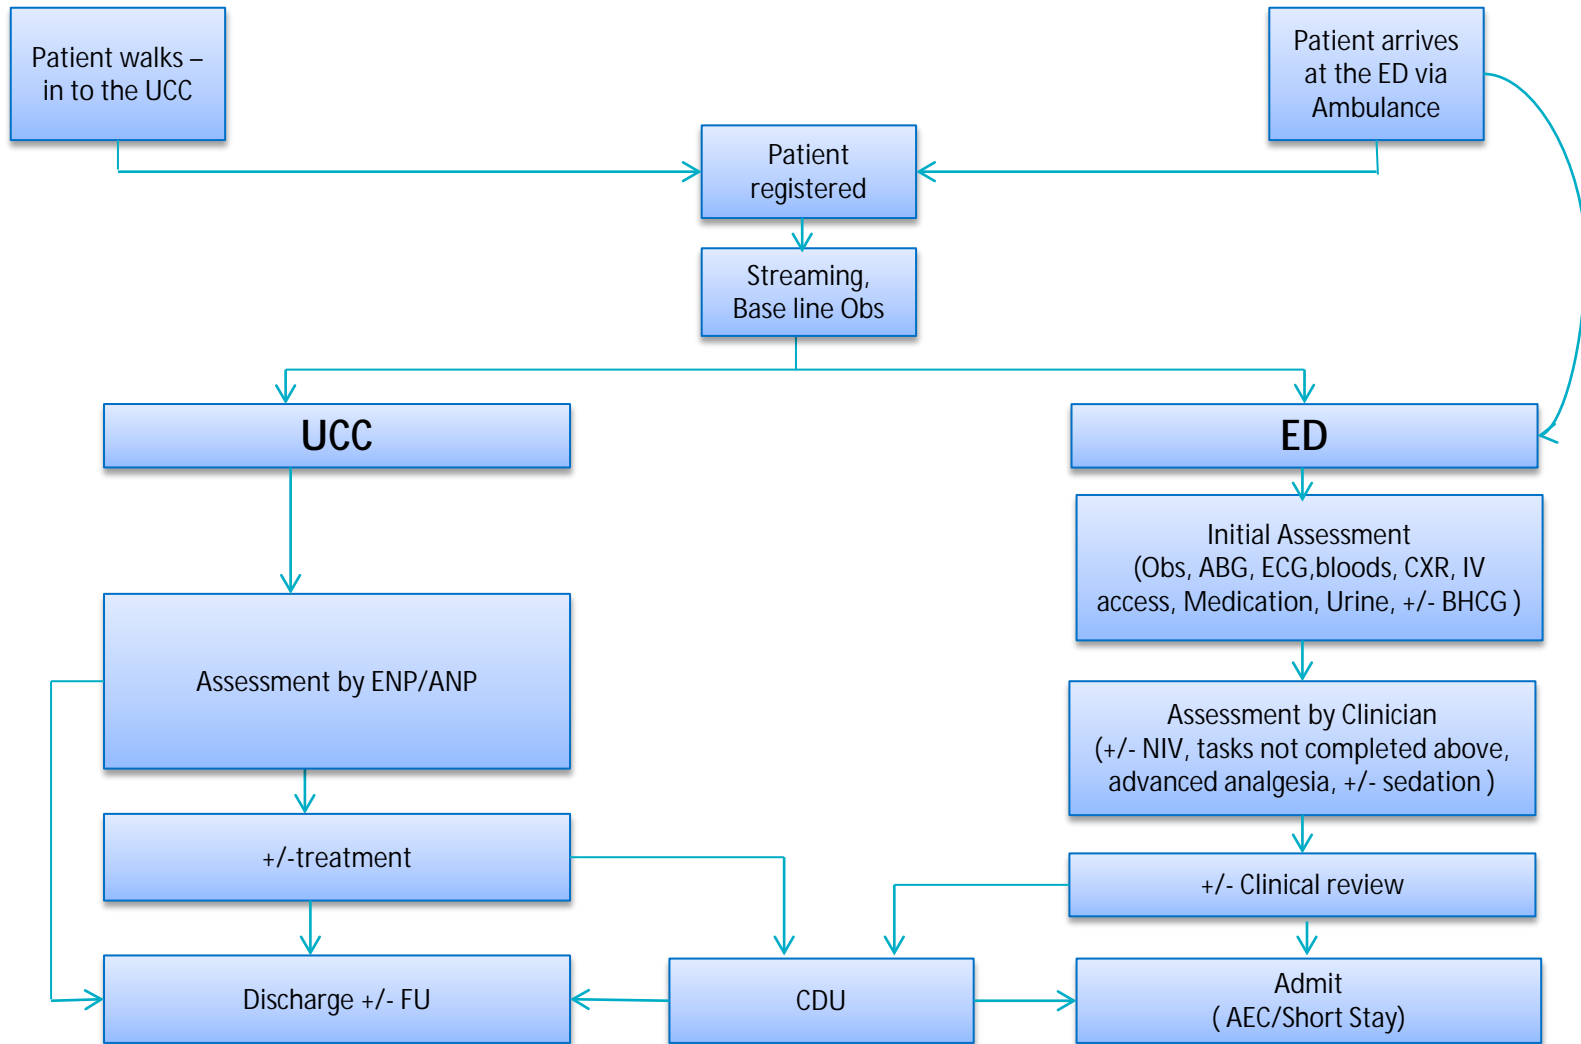 Patient walks –
in to the UCC
Patient arrives
at the ED via
Ambulance
Patient
registered
Streaming,
Base line Obs
UCC
ED
Initial Assessment
(Obs, ABG, ECG,bloods, CXR, IV
access, Medication, Urine, +/- BHCG )
Assessment by ENP/ANP
Assessment by Clinician
(+/- NIV, tasks not completed above,
advanced analgesia, +/- sedation )
+/-treatment
+/- Clinical review
Discharge +/- FU
CDU
Admit
( AEC/Short Stay)